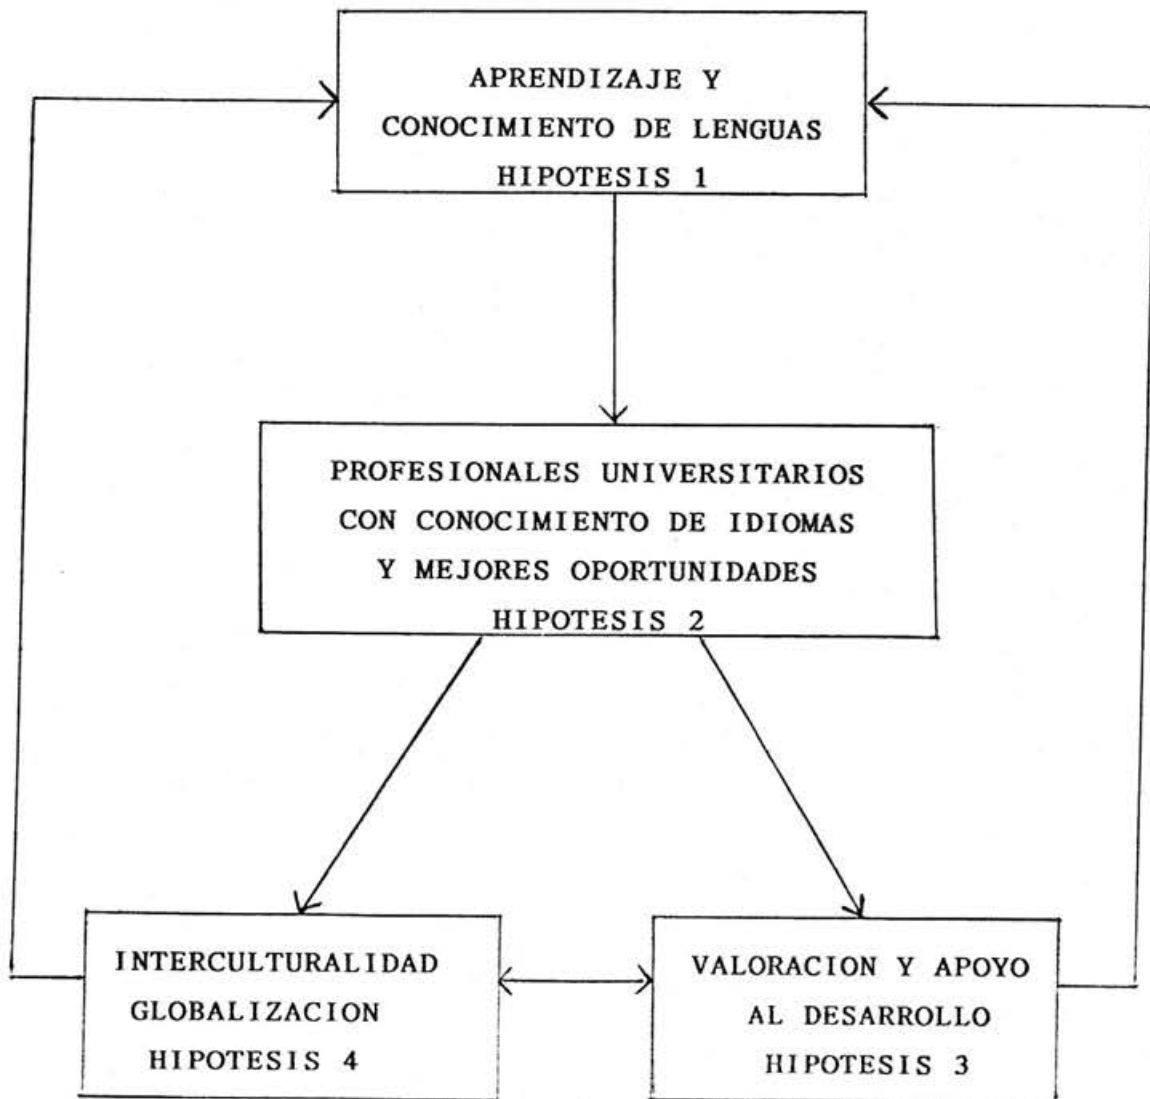 APRENDIZAJE Y
CONOCIMIENTO DE LENGUAS
HIPOTESIS 1
PROFESIONALES UNIVERSITARIOS
CON CONOCIMIENTO DE IDIOMAS
Y MEJORES OPORTUNIDADES
HIPOTESIS 2
INTERCULTURALIDAD
GLOBALIZACION
HIPOTESIS 4
VALORACION Y APOYO
AL DESARROLLO
HIPOTESIS 3